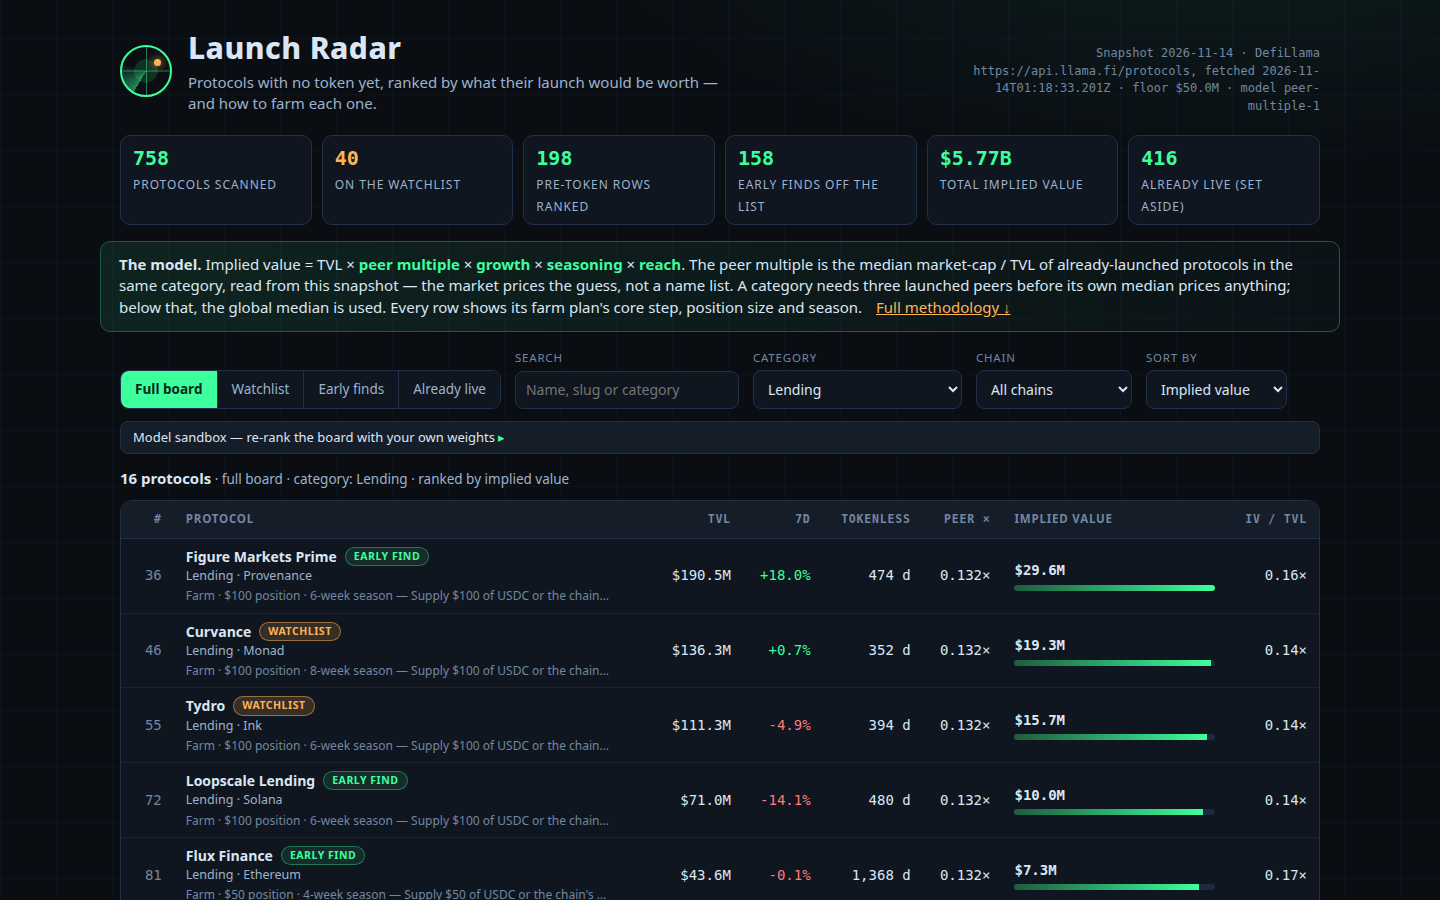 Launch Radar
Protocols with no token yet, ranked by what their launch would be worth —
and how to farm each one.
Snapshot 2026-11-14 · DefiLlama
https://api.llama.fi/protocols, fetched 2026-11-
14T01:18:33.201Z · floor $50.0M · model peer-
multiple-1
758
PROTOCOLS SCANNED
40
ON THE WATCHLIST
198
PRE-TOKEN ROWS
RANKED
158
EARLY FINDS OFF THE
LIST
$5.77B
TOTAL IMPLIED VALUE
416
ALREADY LIVE (SET
ASIDE)
The model. Implied value = TVL × peer multiple × growth × seasoning × reach. The peer multiple is the median market-cap / TVL of already-launched protocols in the
same category, read from this snapshot — the market prices the guess, not a name list. A category needs three launched peers before its own median prices anything;
below that, the global median is used. Every row shows its farm plan's core step, position size and season. Full methodology ↓
SEARCH CATEGORY CHAIN SORT BY
Full board Watchlist Early finds Already live Name, slug or category Lending All chains Implied value
Model sandbox — re-rank the board with your own weights ▸
16 protocols · full board · category: Lending · ranked by implied value
# PROTOCOL TVL 7D TOKENLESS PEER × IMPLIED VALUE IV / TVL
Figure Markets Prime EARLY FIND
36 Lending · Provenance $190.5M +18.0% 474 d 0.132× $29.6M 0.16×
Farm · $100 position · 6-week season — Supply $100 of USDC or the chain…
Curvance WATCHLIST
46 Lending · Monad $136.3M +0.7% 352 d 0.132× $19.3M 0.14×
Farm · $100 position · 8-week season — Supply $100 of USDC or the chain…
Tydro WATCHLIST
55 Lending · Ink $111.3M -4.9% 394 d 0.132× $15.7M 0.14×
Farm · $100 position · 6-week season — Supply $100 of USDC or the chain…
Loopscale Lending EARLY FIND
72 Lending · Solana $71.0M -14.1% 480 d 0.132× $10.0M 0.14×
Farm · $100 position · 6-week season — Supply $100 of USDC or the chain…
Flux Finance EARLY FIND
81 Lending · Ethereum $43.6M -0.1% 1,368 d 0.132× $7.3M 0.17×
Farm · $50 position · 4-week season — Supply $50 of USDC or the chain's …